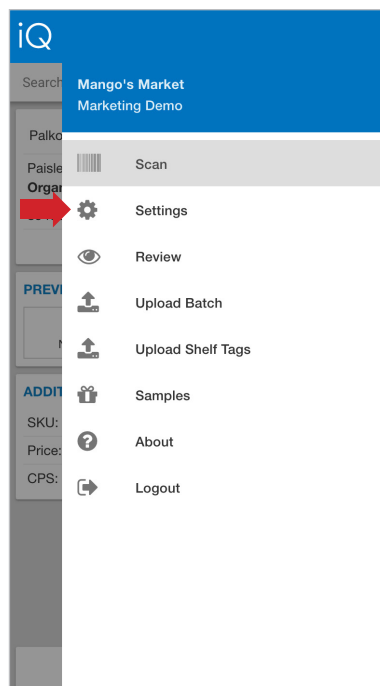 iQ
Search
Mango's Market
Marketing Demo
Palko
Paisle
Organ
Scan
Settings
Review
Upload Batch
Upload Shelf Tags
Samples
About
Logout
PREVI
N
ADDIT
SKU:
Price:
CPS: